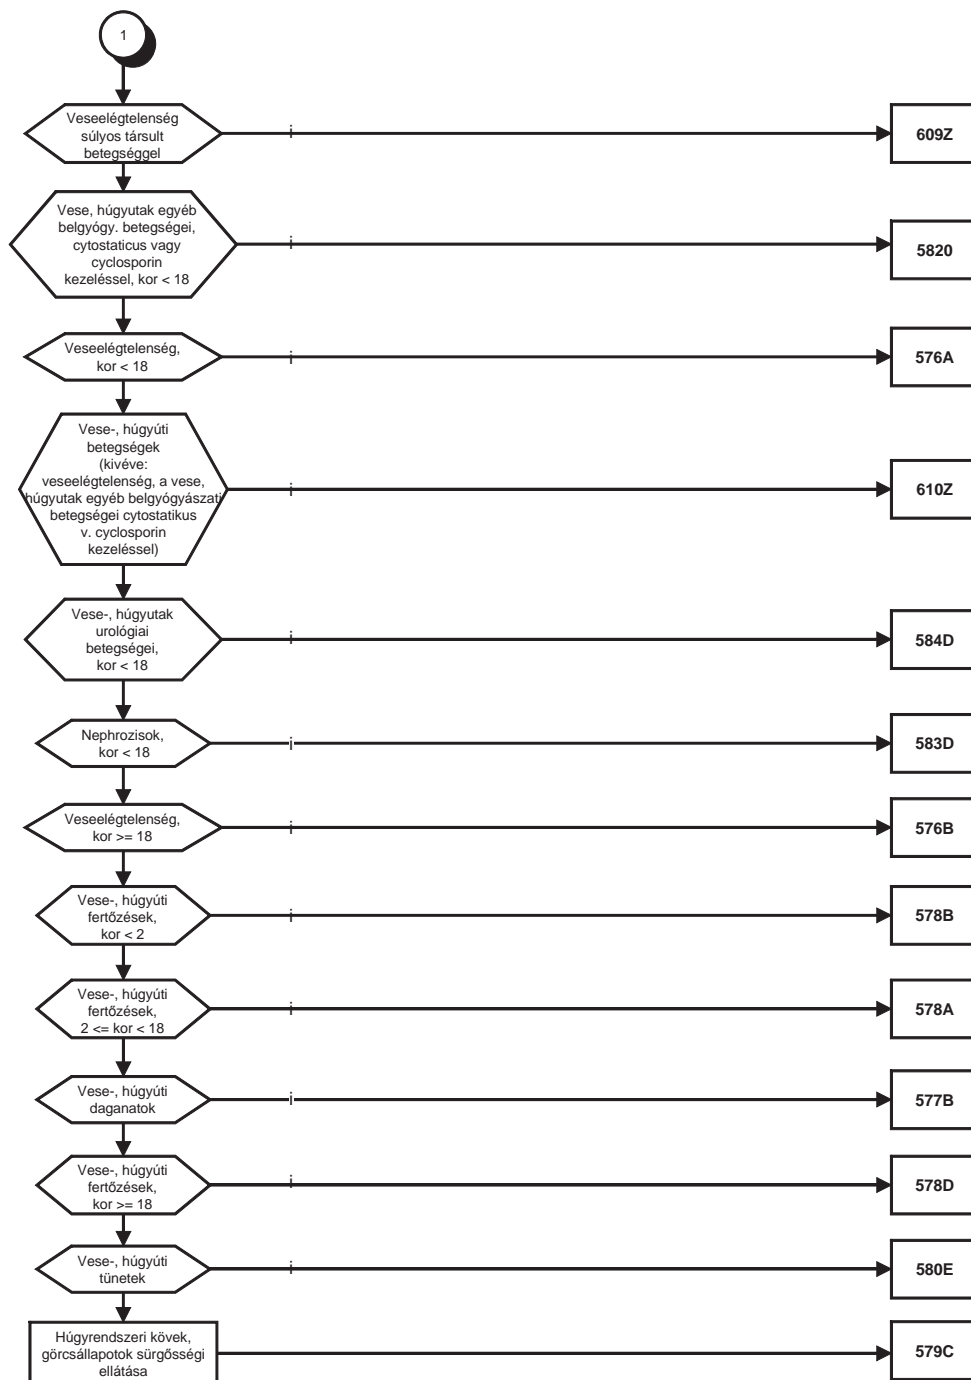 1
Veseelégtelenség
súlyos társult
betegséggel
i
609Z
Vese, húgyutak egyéb
belgyógy. betegségei,
cytostaticus vagy
cyclosporin
kezeléssel, kor < 18
i
5820
Veseelégtelenség,
kor < 18
i
576A
Vese-, húgyúti
betegségek
(kivéve:
veseelégtelenség, a vese,
húgyutak egyéb belgyógyászati
betegségei cytostatikus
v. cyclosporin
kezeléssel)
i
610Z
Vese-, húgyutak
urológiai
betegségei,
kor < 18
i
584D
Nephrozisok,
kor < 18
i
583D
Veseelégtelenség,
kor >= 18
i
576B
Vese-, húgyúti
fertőzések,
kor < 2
i
578B
Vese-, húgyúti
fertőzések,
2 <= kor < 18
i
578A
Vese-, húgyúti
daganatok
i
577B
Vese-, húgyúti
fertőzések,
kor >= 18
i
578D
Vese-, húgyúti
tünetek
i
580E
Húgyrendszeri kövek,
görcsállapotok sürgősségi
ellátása
579C